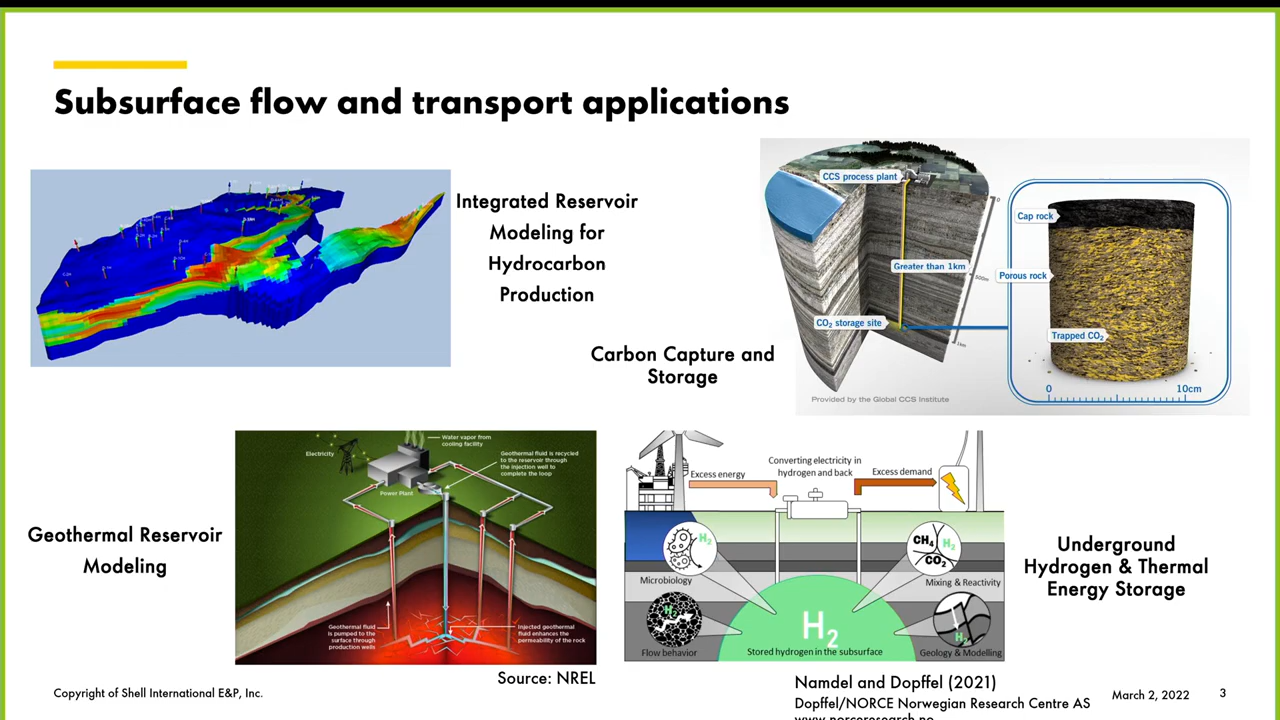 Subsurface flow and transport applications
Integrated Reservoir
Modeling for
Hydrocarbon
Production
CCS process plant
0
Greater than 1km
500m
CO₂ storage site
1km
Provided by the Global CCS Institute
Cap rock
Porous rock
Trapped CO₂
0
10cm
Carbon Capture and
Storage
Geothermal Reservoir
Modeling
Electricity
Water vapor from
cooling facility
Geothermal fluid is recycled
to the reservoir through
the injection well to
complete the loop
Power Plant
Geothermal fluid
is pumped to the
surface through
production wells
Injected geothermal
fluid enhances the
permeability of the rock
Source: NREL
Excess energy
Converting electricity in
hydrogen and back
Excess demand
H₂
Microbiology
CH₄
H₂
CO₂
Mixing & Reactivity
H₂
Flow behavior
H₂
Stored hydrogen in the subsurface
H₂
Geology & Modelling
Underground
Hydrogen & Thermal
Energy Storage
Namdel and Dopffel (2021)
Dopffel/NORCE Norwegian Research Centre AS
www.norceresearch.no
Copyright of Shell International E&P, Inc.
March 2, 2022
3